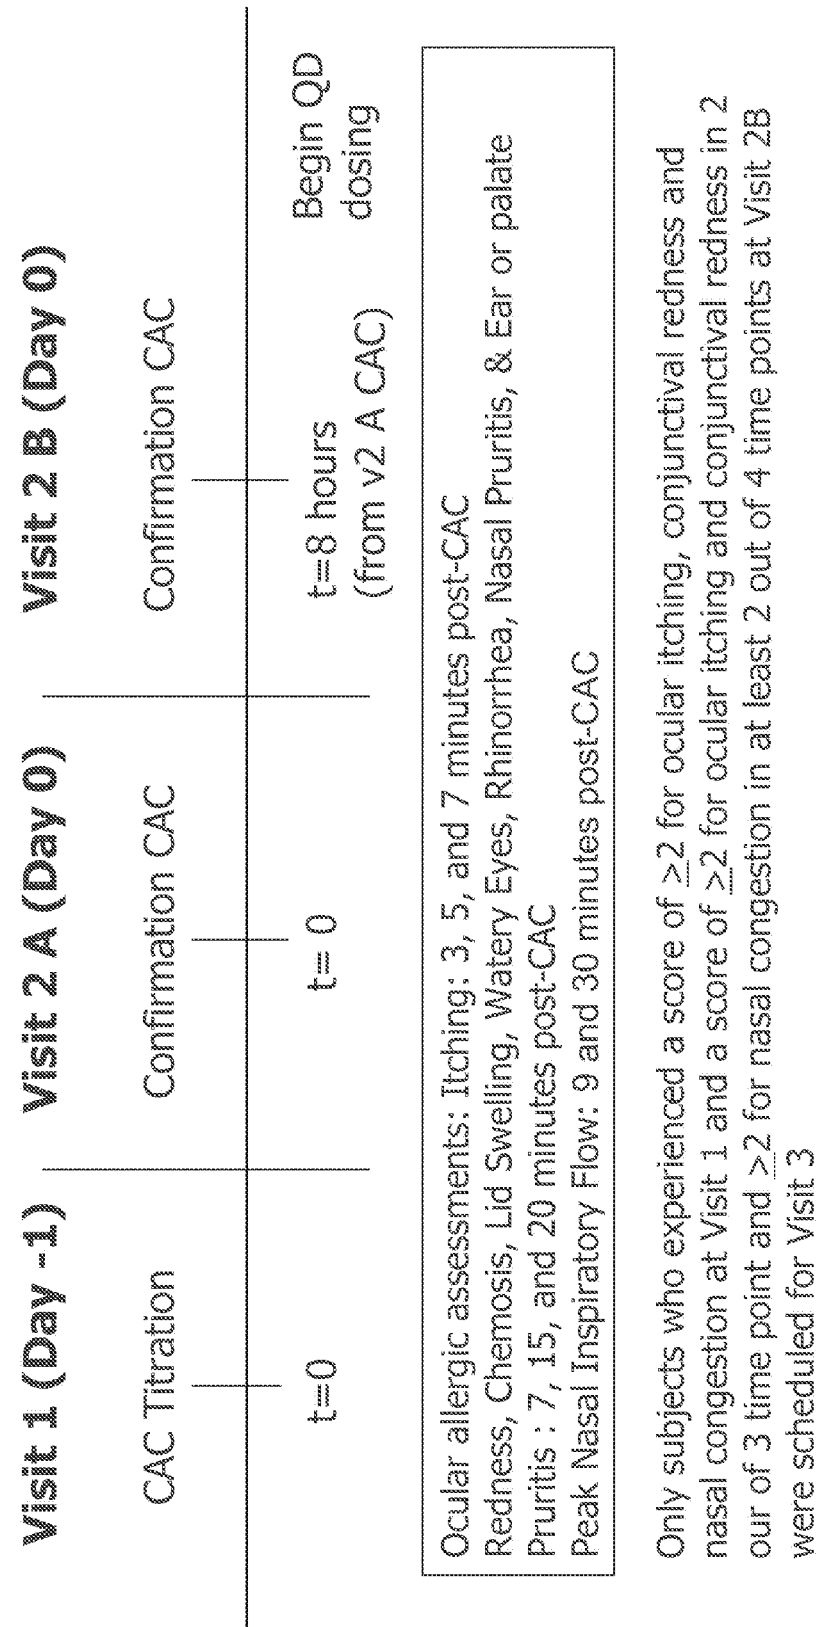 Visit 1 (Day -1)
Visit 2 A (Day 0)
Visit 2 B (Day 0)
CAC Titration
Confirmation CAC
Confirmation CAC
t=0
t= 0
t=8 hours
(from v2 A CAC)
Begin QD
dosing
Ocular allergic assessments: Itching: 3, 5, and 7 minutes post-CAC
Redness, Chemosis, Lid Swelling, Watery Eyes, Rhinorrhea, Nasal Pruritis, & Ear or palate
Pruritis : 7, 15, and 20 minutes post-CAC
Peak Nasal Inspiratory Flow: 9 and 30 minutes post-CAC
Only subjects who experienced a score of ≥2 for ocular itching, conjunctival redness and
nasal congestion at Visit 1 and a score of ≥2 for ocular itching and conjunctival redness in 2
our of 3 time point and ≥2 for nasal congestion in at least 2 out of 4 time points at Visit 2B
were scheduled for Visit 3